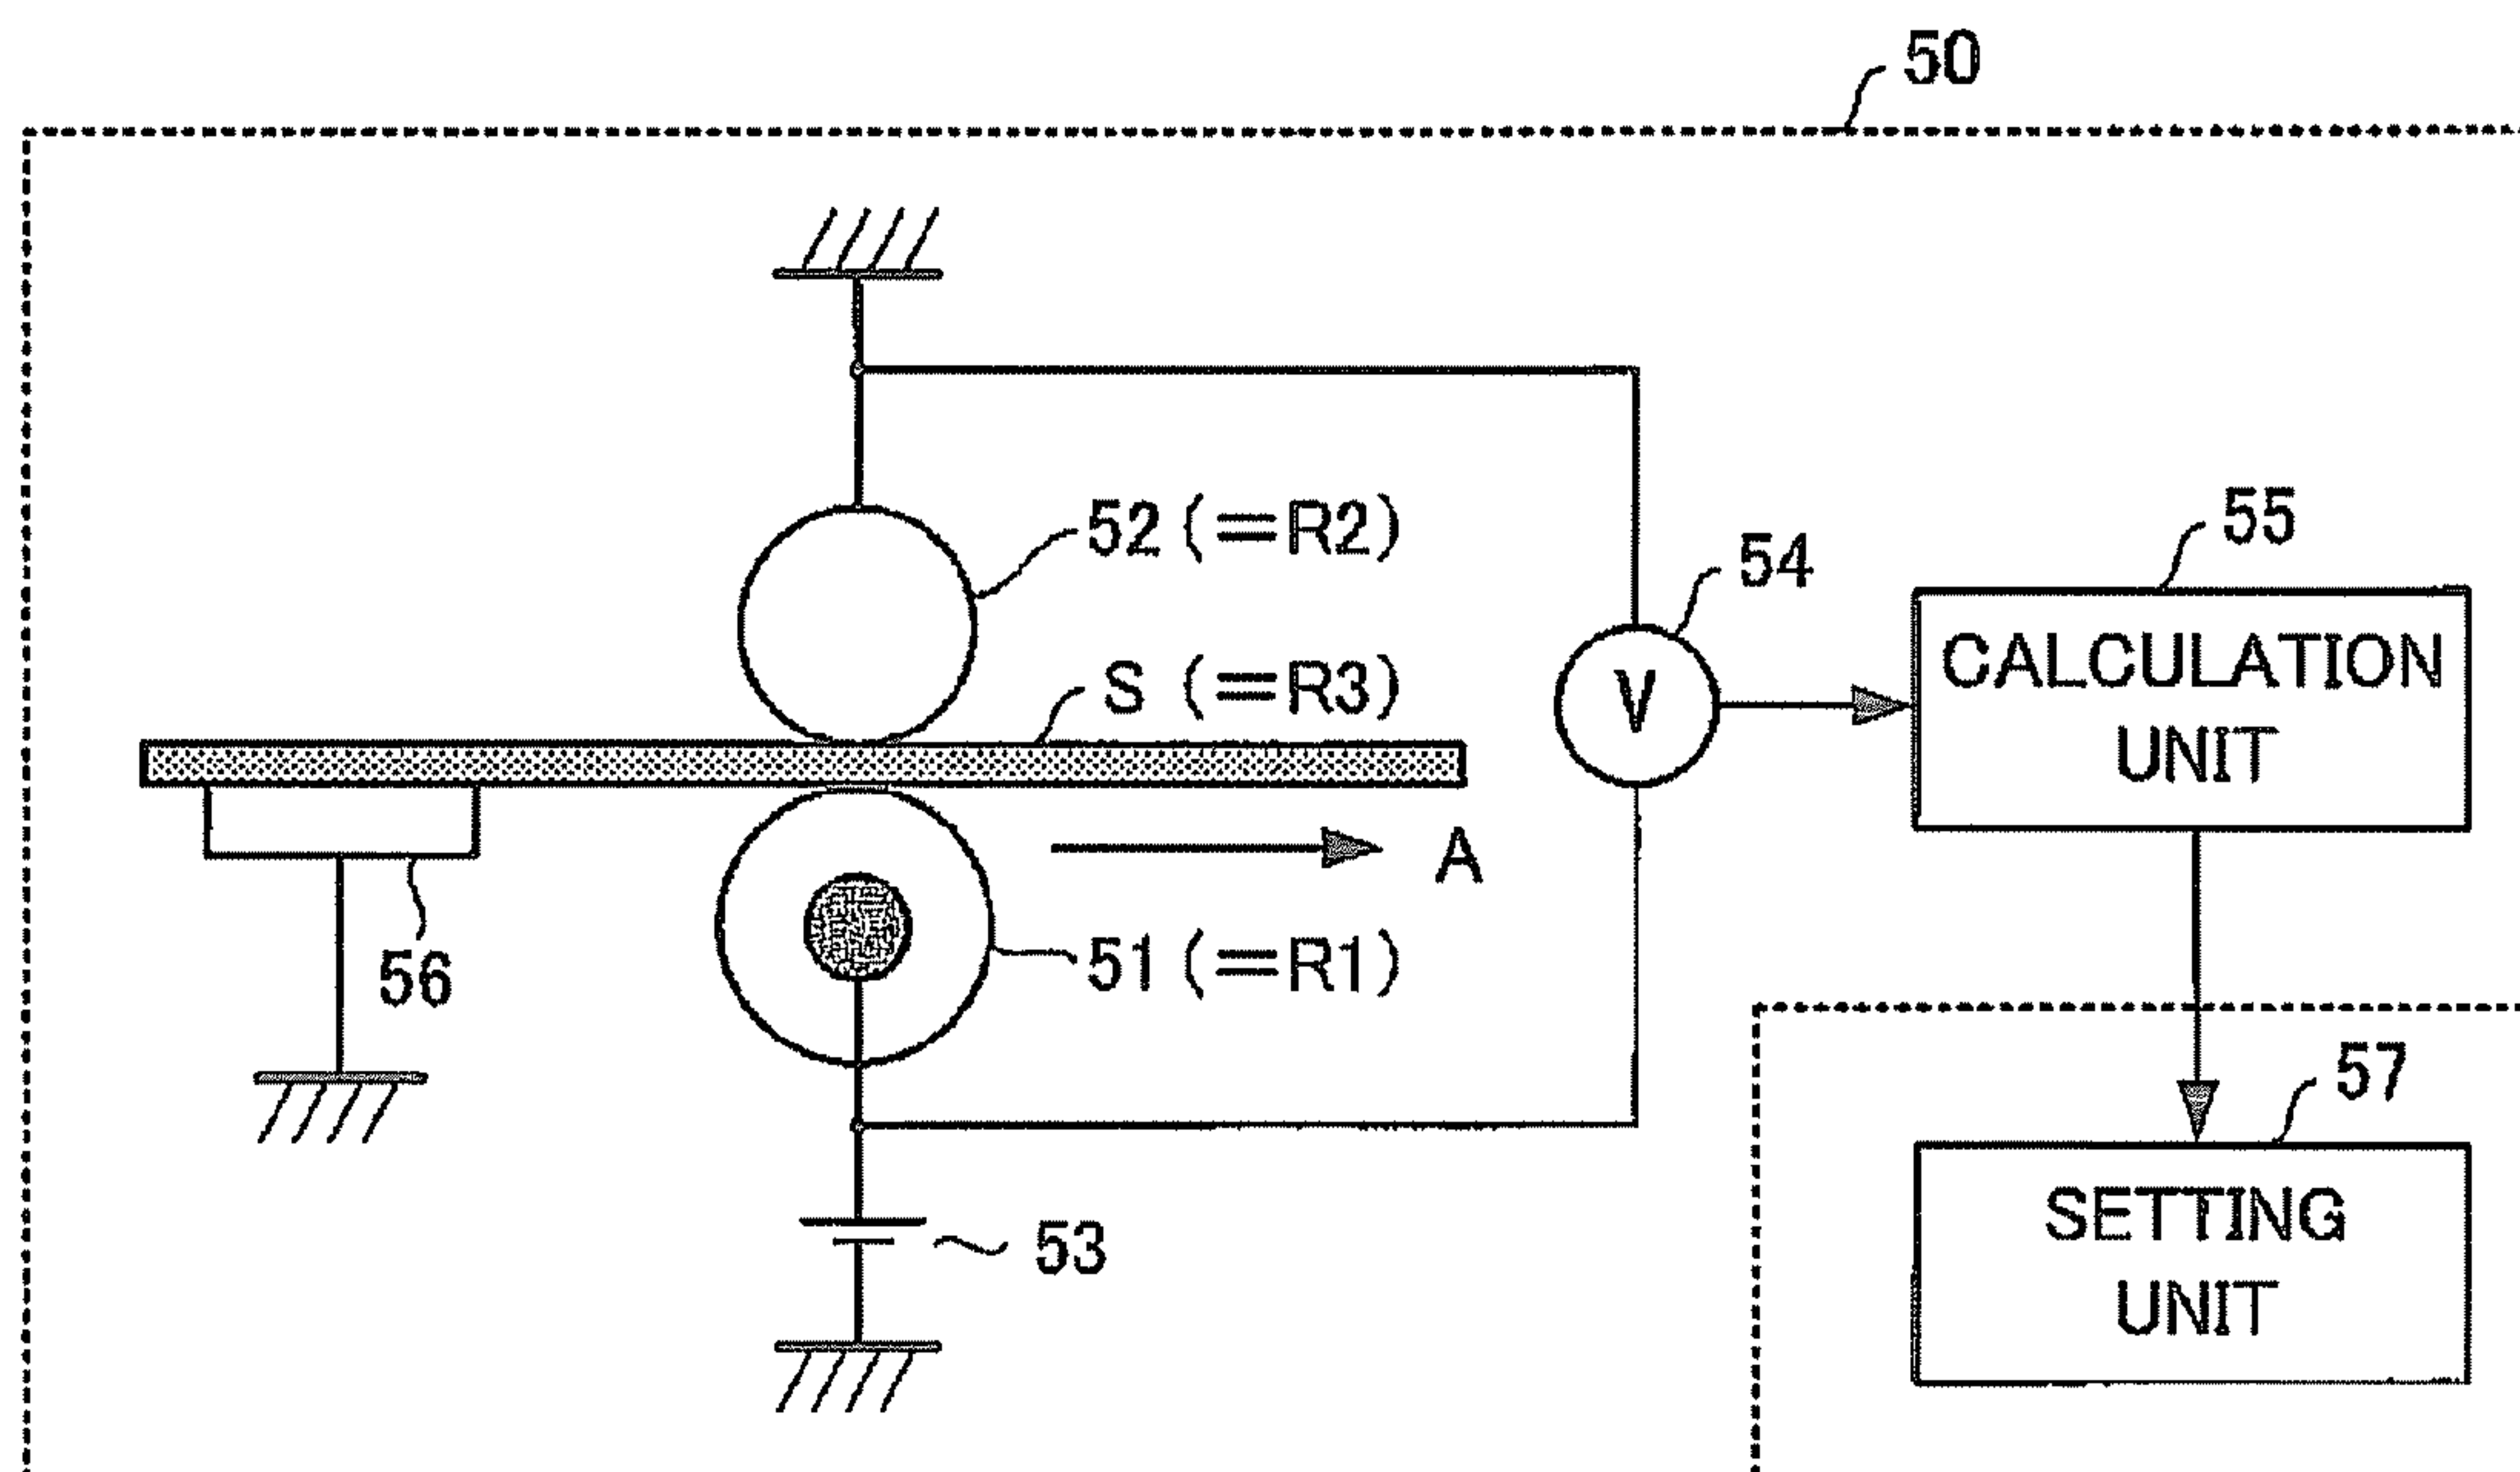 50
52 (=R2)
S (=R3)
54
55
V
CALCULATION
UNIT
A
51 (=R1)
56
57
53
SETTING
UNIT